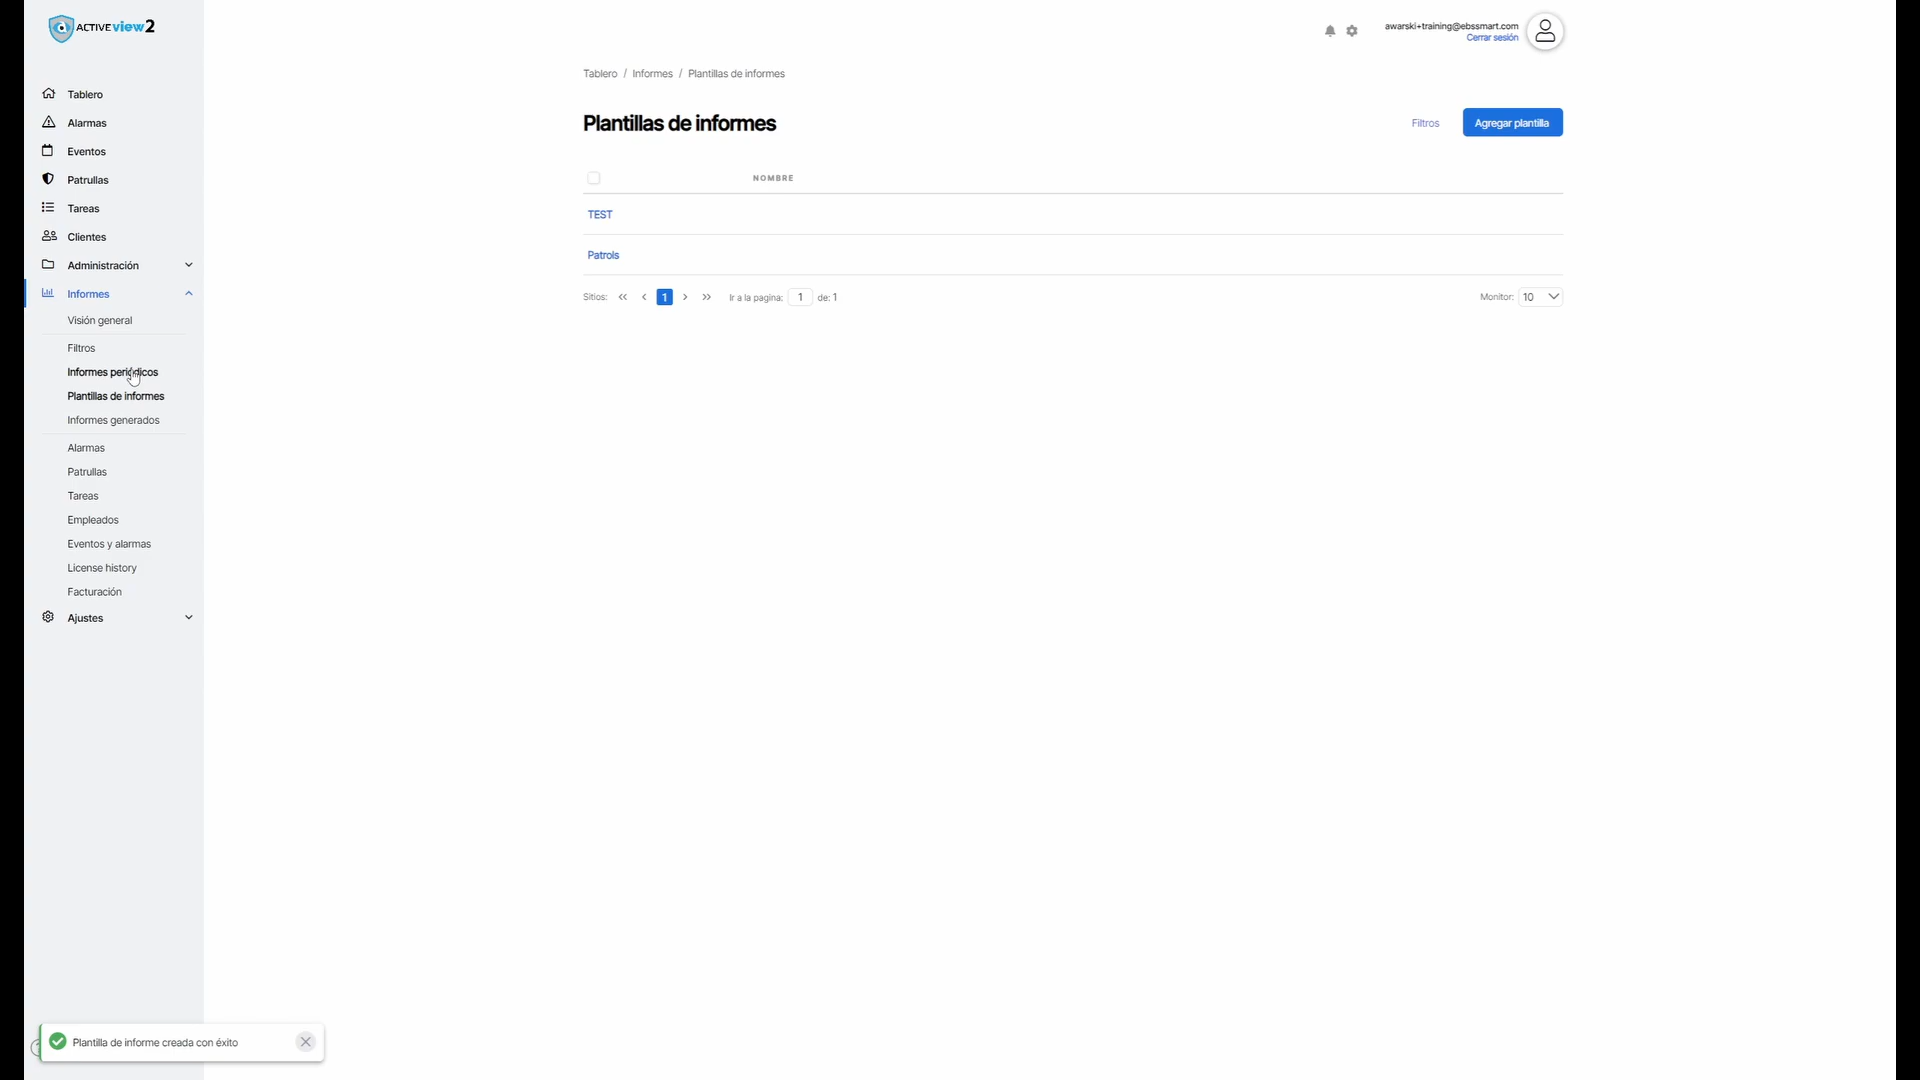 ACTIVEview2
awarski+training@ebssmart.com
Cerrar sesión
Tablero / Informes / Plantillas de informes
Plantillas de informes
Filtros
Agregar plantilla
NOMBRE
TEST
Patrols
Sitios: « ‹ 1 › » Ir a la pagina: 1 de: 1
Monitor: 10
Tablero
Alarmas
Eventos
Patrullas
Tareas
Clientes
Administración
Informes
Visión general
Filtros
Informes periódicos
Plantillas de informes
Informes generados
Alarmas
Patrullas
Tareas
Empleados
Eventos y alarmas
License history
Facturación
Ajustes
Plantilla de informe creada con éxito